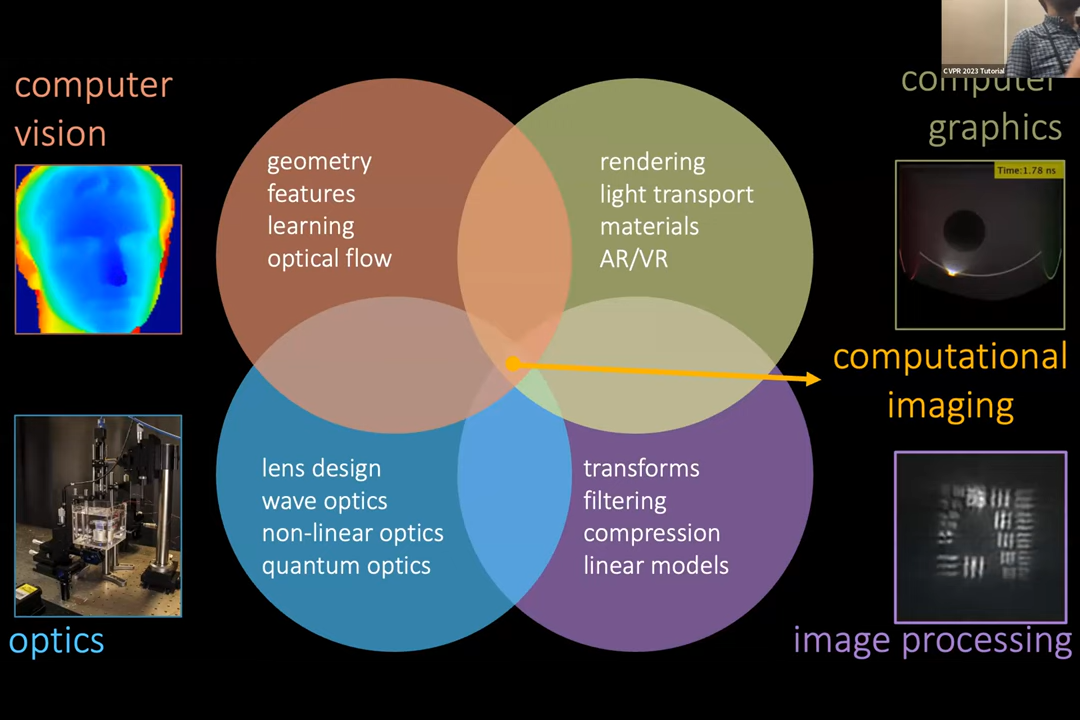 CVPR 2023 Tutorial
computer
vision
computer
graphics
geometry
features
learning
optical flow
rendering
light transport
materials
AR/VR
Time:1.78 ns
computational
imaging
lens design
wave optics
non-linear optics
quantum optics
transforms
filtering
compression
linear models
optics
image processing